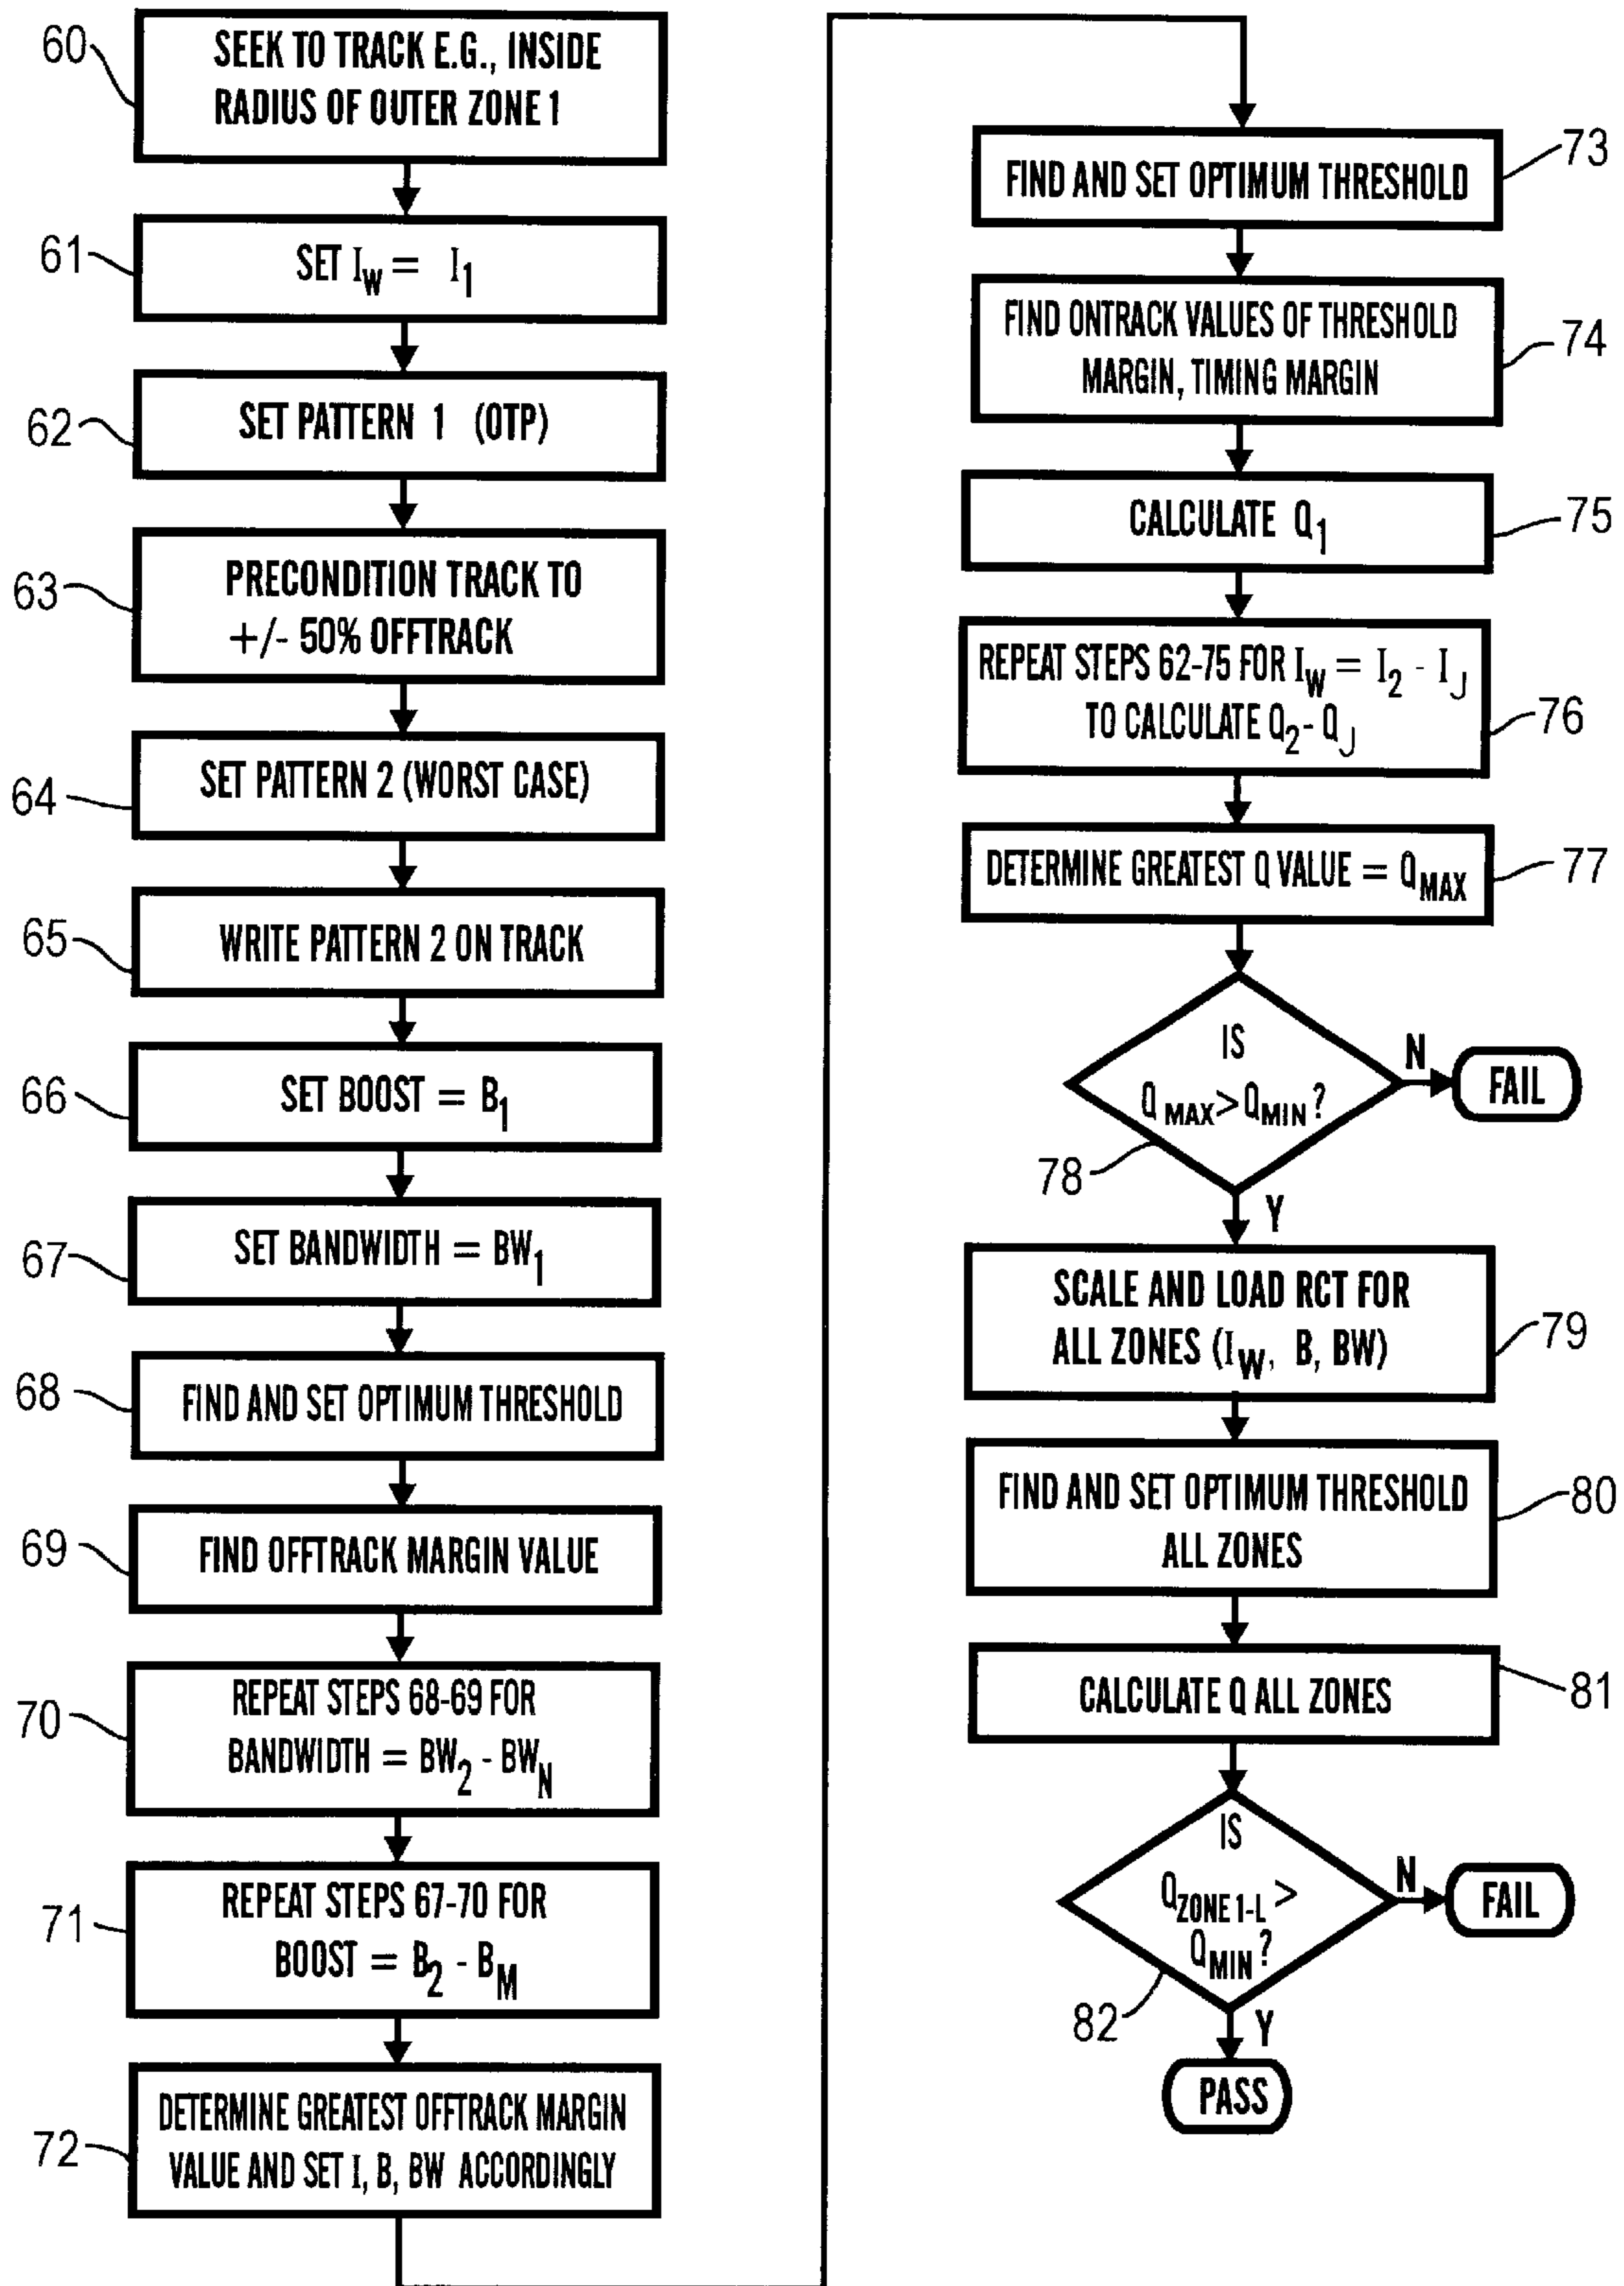 60
SEEK TO TRACK E.G., INSIDE
RADIUS OF OUTER ZONE 1
61
SET I_W = I_1
62
SET PATTERN 1 (OTP)
63
PRECONDITION TRACK TO
+/- 50% OFFTRACK
64
SET PATTERN 2 (WORST CASE)
65
WRITE PATTERN 2 ON TRACK
66
SET BOOST = B_1
67
SET BANDWIDTH = BW_1
68
FIND AND SET OPTIMUM THRESHOLD
69
FIND OFFTRACK MARGIN VALUE
70
REPEAT STEPS 68-69 FOR
BANDWIDTH = BW_2 - BW_N
71
REPEAT STEPS 67-70 FOR
BOOST = B_2 - B_M
72
DETERMINE GREATEST OFFTRACK MARGIN
VALUE AND SET I, B, BW ACCORDINGLY
73
FIND AND SET OPTIMUM THRESHOLD
74
FIND ONTRACK VALUES OF THRESHOLD
MARGIN, TIMING MARGIN
75
CALCULATE Q_1
76
REPEAT STEPS 62-75 FOR I_W = I_2 - I_J
TO CALCULATE Q_2 - Q_J
77
DETERMINE GREATEST Q VALUE = Q_MAX
78
IS
Q_MAX > Q_MIN ?
N
FAIL
Y
79
SCALE AND LOAD RCT FOR
ALL ZONES (I_W, B, BW)
80
FIND AND SET OPTIMUM THRESHOLD
ALL ZONES
81
CALCULATE Q ALL ZONES
82
IS
Q_ZONE 1-L >
Q_MIN ?
N
FAIL
Y
PASS